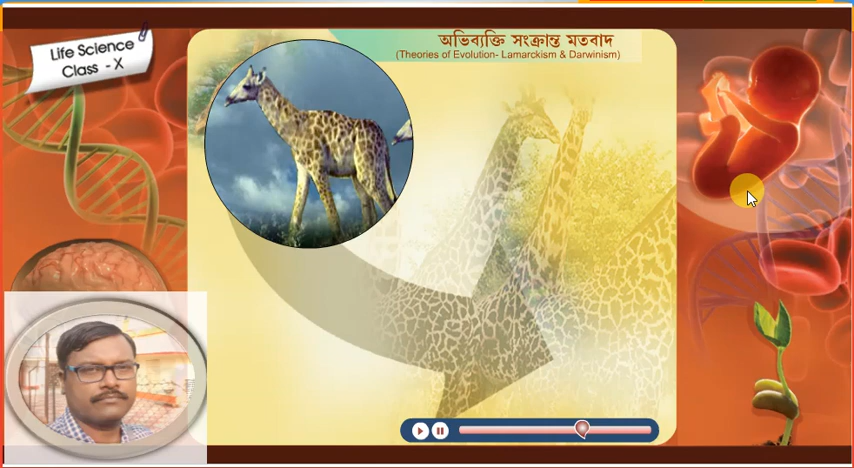 Life Science
Class - X
অভিব্যক্তি সংক্রান্ত মতবাদ
(Theories of Evolution- Lamarckism & Darwinism)